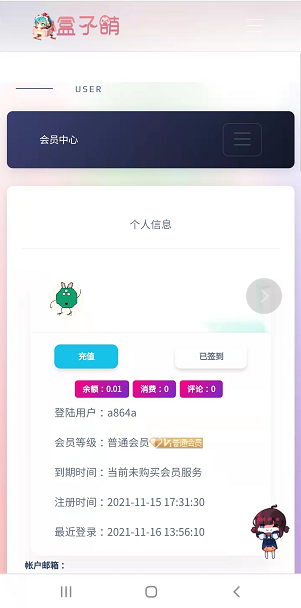 盒子萌
USER
会员中心
个人信息
充值
已签到
余额：0.01 消费：0 评论：0
登陆用户：a864a
会员等级：普通会员 普通会员
到期时间：当前未购买会员服务
注册时间：2021-11-15 17:31:30
最近登录：2021-11-16 13:56:10
帐户邮箱：